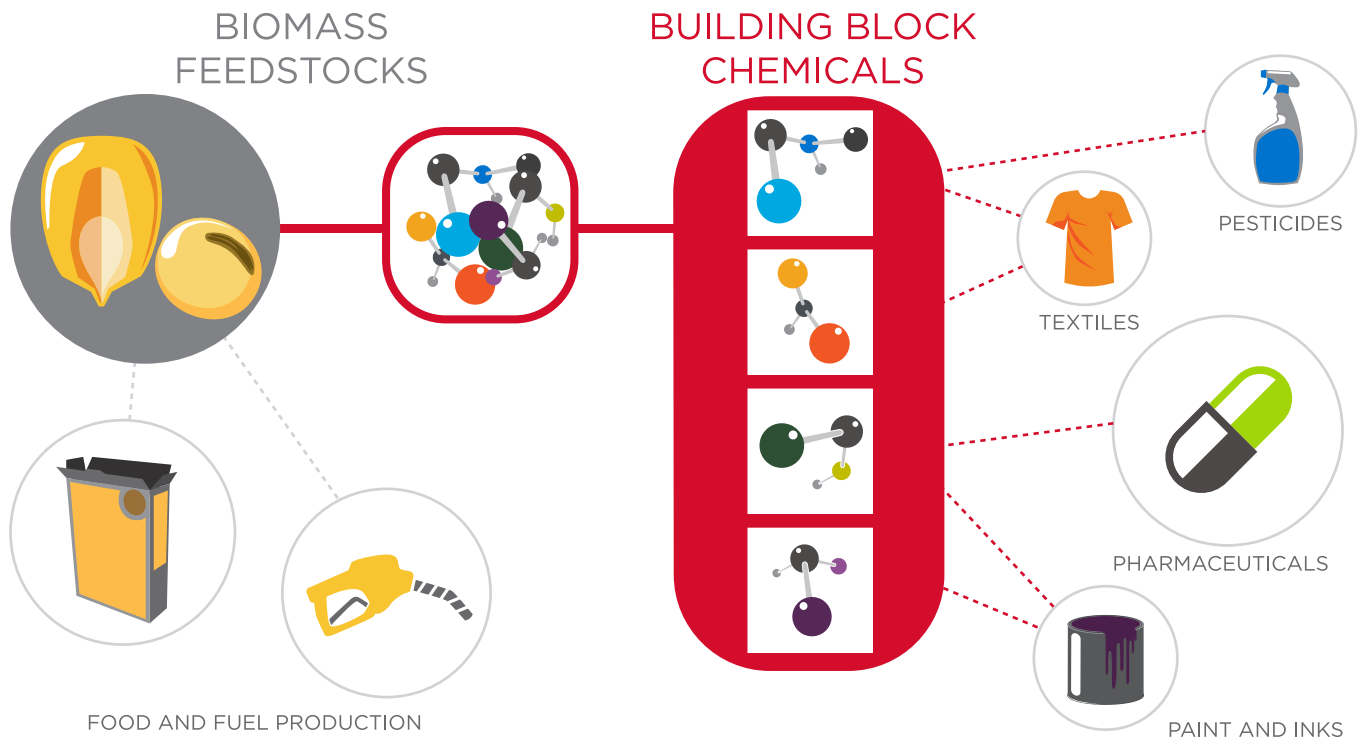 BIOMASS
FEEDSTOCKS
BUILDING BLOCK
CHEMICALS
PESTICIDES
TEXTILES
PHARMACEUTICALS
FOOD AND FUEL PRODUCTION
PAINT AND INKS